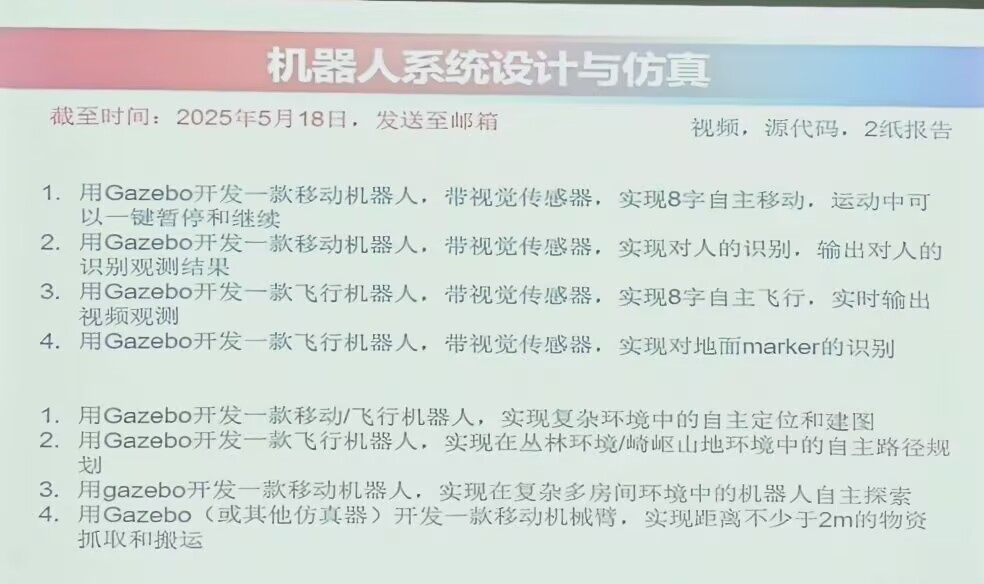 机器人系统设计与仿真
截至时间：2025年5月18日，发送至邮箱
视频，源代码，2纸报告
1. 用Gazebo开发一款移动机器人，带视觉传感器，实现8字自主移动，运动中可
以一键暂停和继续
2. 用Gazebo开发一款移动机器人，带视觉传感器，实现对人的识别，输出对人的
识别观测结果
3. 用Gazebo开发一款飞行机器人，带视觉传感器，实现8字自主飞行，实时输出
视频观测
4. 用Gazebo开发一款飞行机器人，带视觉传感器，实现对地面marker的识别
1. 用Gazebo开发一款移动/飞行机器人，实现复杂环境中的自主定位和建图
2. 用Gazebo开发一款飞行机器人，实现在丛林环境/崎岖山地环境中的自主路径规
划
3. 用gazebo开发一款移动机器人，实现在复杂多房间环境中的机器人自主探索
4. 用Gazebo（或其他仿真器）开发一款移动机械臂，实现距离不少于2m的物资
抓取和搬运